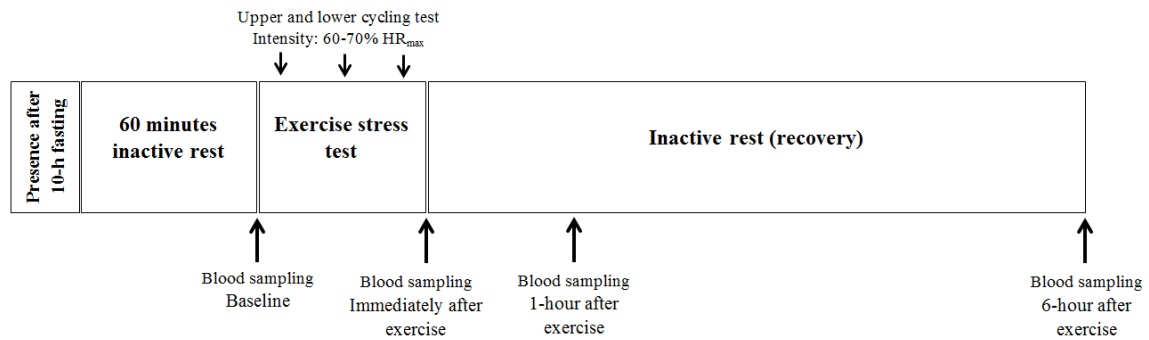 Upper and lower cycling test
Intensity: 60-70% HRmax
Presence after
10-h fasting
60 minutes
inactive rest
Exercise stress
test
Inactive rest (recovery)
Blood sampling
Baseline
Blood sampling
Immediately after
exercise
Blood sampling
1-hour after
exercise
Blood sampling
6-hour after
exercise